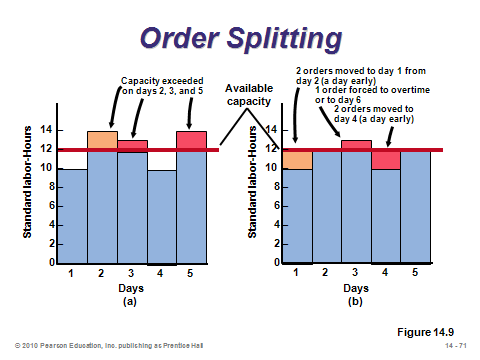 Order Splitting
Capacity exceeded
on days 2, 3, and 5
Available
capacity
2 orders moved to day 1 from
day 2 (a day early)
1 order forced to overtime
or to day 6
2 orders moved to
day 4 (a day early)
Standard labor-Hours
14
12
10
8
6
4
2
0
1 2 3 4 5
Days
(a)
Standard labor-Hours
14
12
10
8
6
4
2
0
1 2 3 4 5
Days
(b)
Figure 14.9
© 2010 Pearson Education, Inc. publishing as Prentice Hall
14 - 71